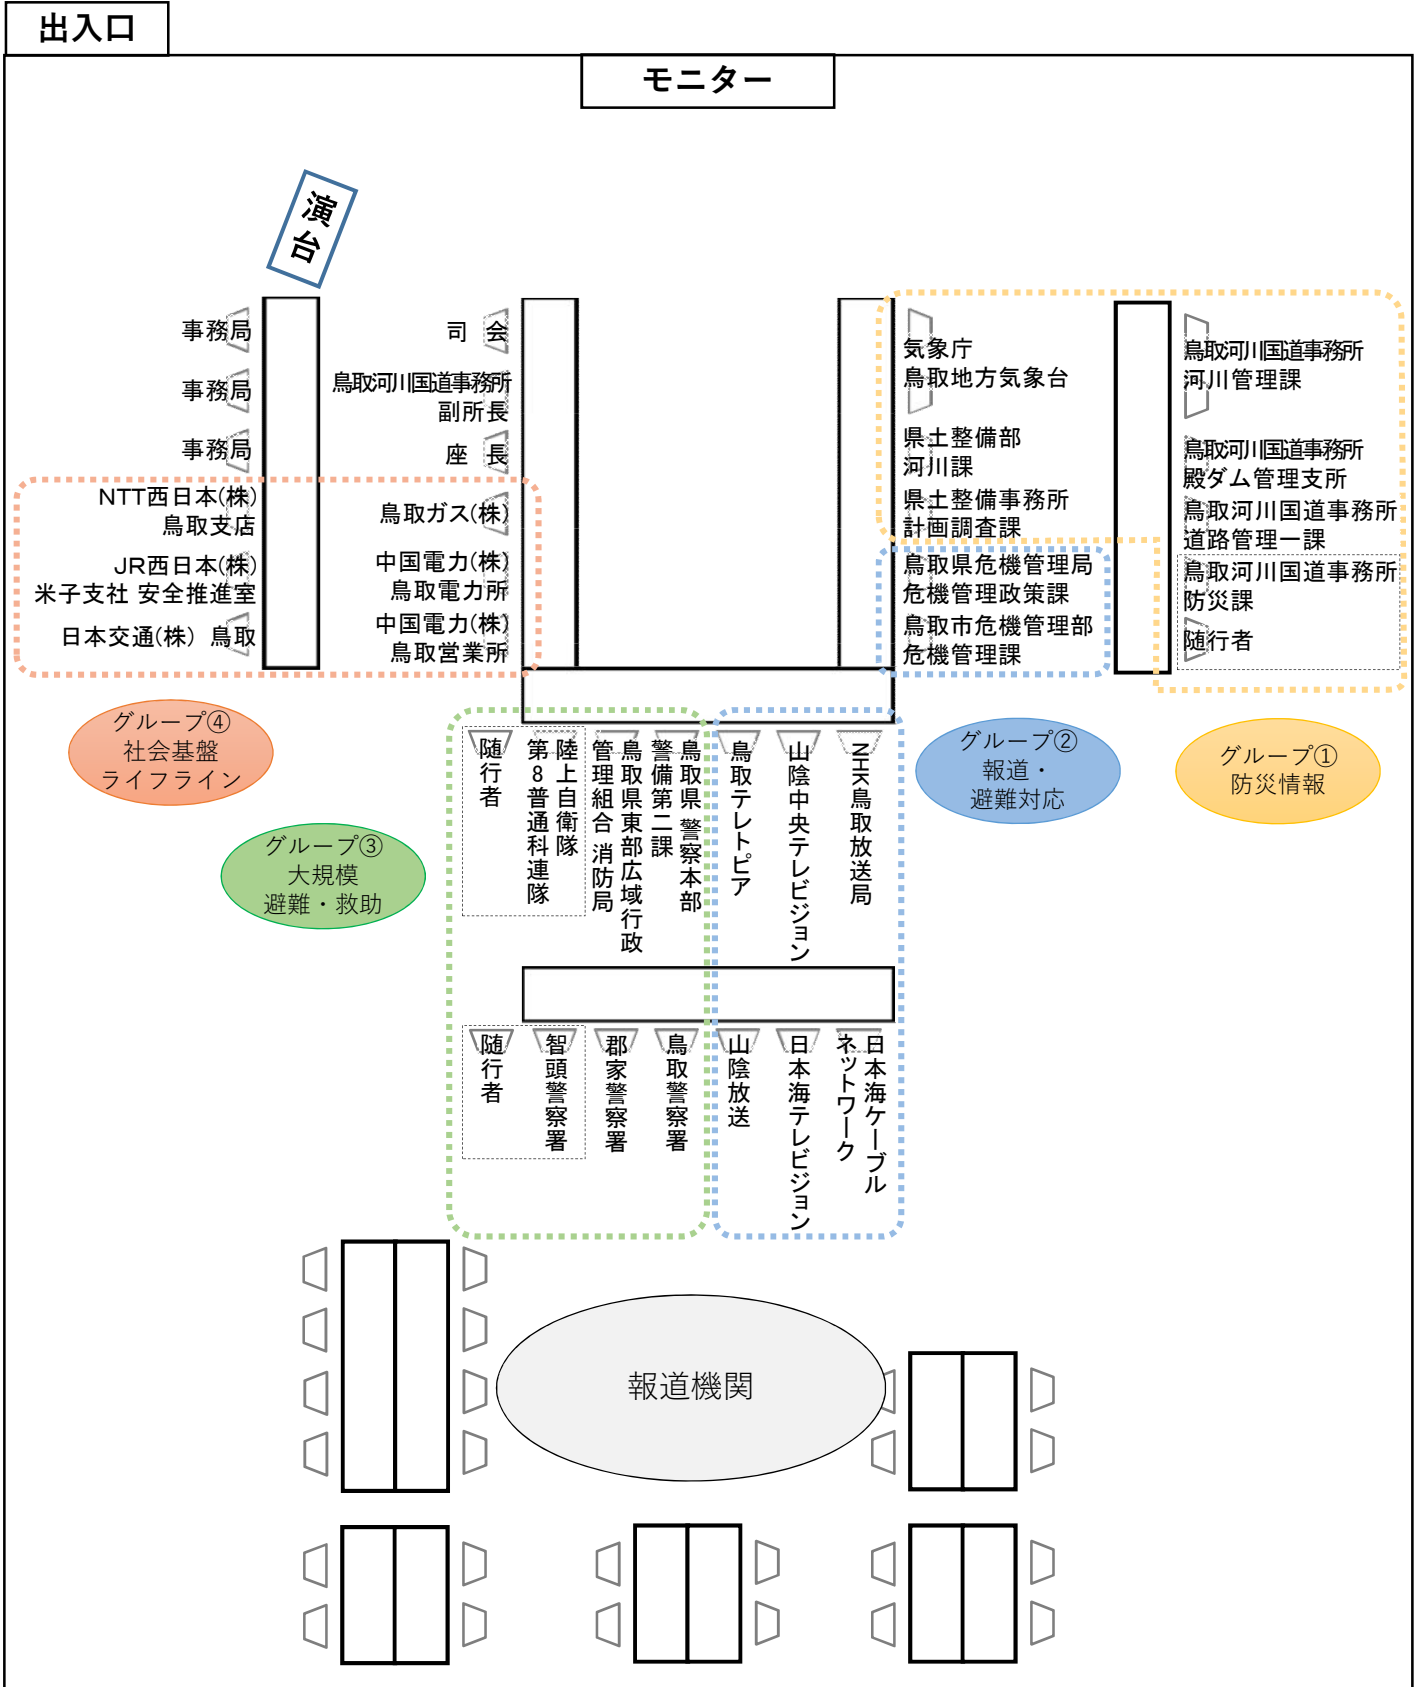 出入口
モニター
演台
事務局
事務局
事務局
NTT西日本(株)
鳥取支店
JR西日本(株)
米子支社 安全推進室
日本交通(株) 鳥取
司 会
鳥取河川国道事務所
副所長
座 長
鳥取ガス(株)
中国電力(株)
鳥取電力所
中国電力(株)
鳥取営業所
気象庁
鳥取地方気象台
県土整備部
河川課
県土整備事務所
計画調査課
鳥取県危機管理局
危機管理政策課
鳥取市危機管理部
危機管理課
鳥取河川国道事務所
河川管理課
鳥取河川国道事務所
殿ダム管理支所
鳥取河川国道事務所
道路管理一課
鳥取河川国道事務所
防災課
随行者
グループ④
社会基盤
ライフライン
グループ③
大規模
避難・救助
グループ②
報道・
避難対応
グループ①
防災情報
随行者
陸上自衛隊
第8普通科連隊
鳥取県東部広域行政
管理組合 消防局
鳥取県 警察本部
警備第二課
鳥取テレトピア
山陰中央テレビジョン
NHK鳥取放送局
随行者
智頭警察署
郡家警察署
鳥取警察署
山陰放送
日本海テレビジョン
日本海ケーブル
ネットワーク
報道機関